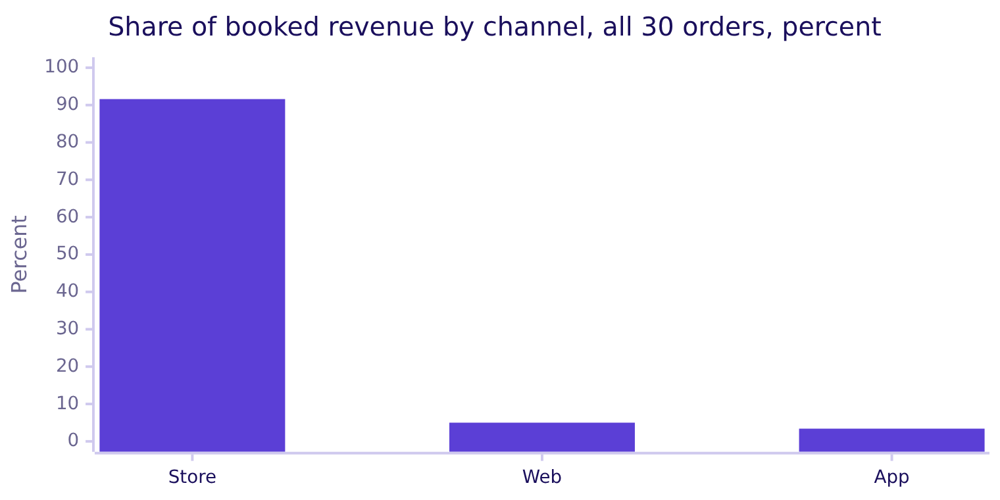 Share of booked revenue by channel, all 30 orders, percent
Percent
100
90
80
70
60
50
40
30
20
10
0
Store
Web
App